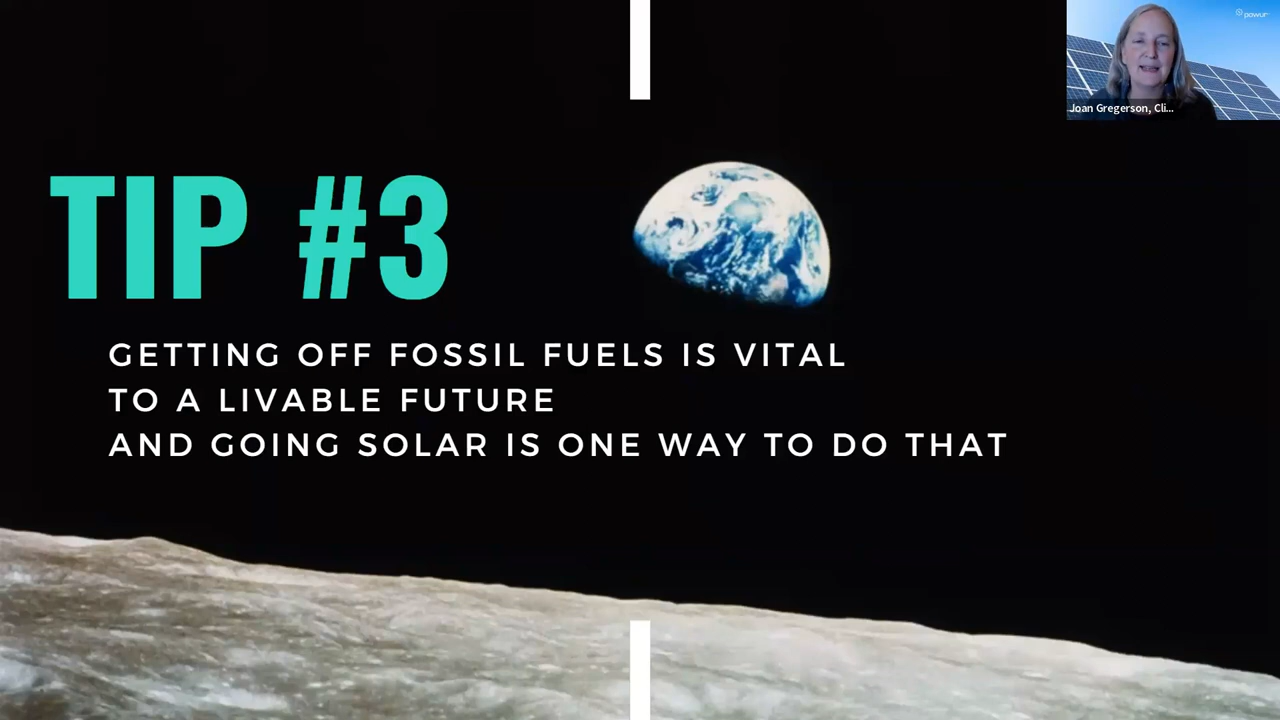 powur
Joan Gregerson, Cli...
TIP #3
GETTING OFF FOSSIL FUELS IS VITAL
TO A LIVABLE FUTURE
AND GOING SOLAR IS ONE WAY TO DO THAT